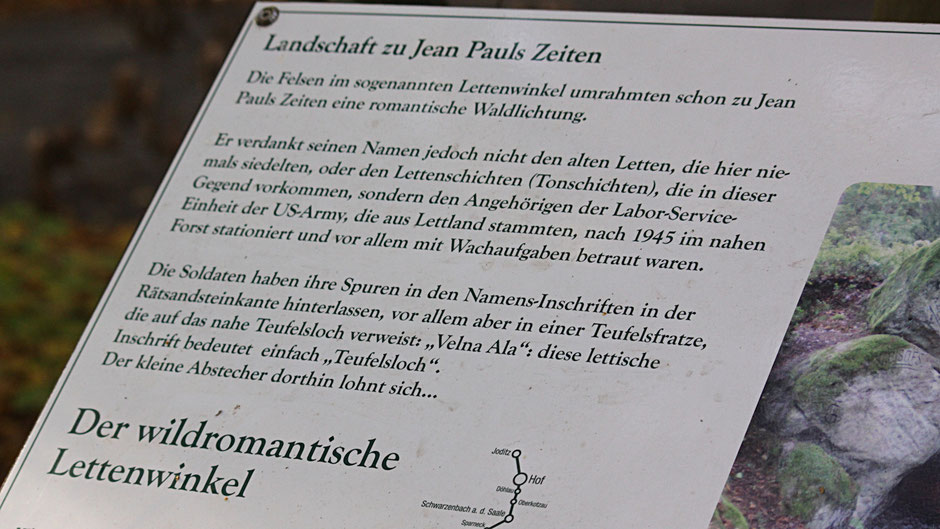 Landschaft zu Jean Pauls Zeiten
Die Felsen im sogenannten Lettenwinkel umrahmten schon zu Jean
Pauls Zeiten eine romantische Waldlichtung.
Er verdankt seinen Namen jedoch nicht den alten Letten, die hier nie-
mals siedelten, oder den Lettenschichten (Tonschichten), die in dieser
Gegend vorkommen, sondern den Angehörigen der Labor-Service-
Einheit der US-Army, die aus Lettland stammten, nach 1945 im nahen
Forst stationiert und vor allem mit Wachaufgaben betraut waren.
Die Soldaten haben ihre Spuren in den Namens-Inschriften in der
Rätsandsteinkante hinterlassen, vor allem aber in einer Teufelsfratze,
die auf das nahe Teufelsloch verweist: „Velna Ala“: diese lettische
Inschrift bedeutet einfach „Teufelsloch“.
Der kleine Abstecher dorthin lohnt sich...
Der wildromantische
Lettenwinkel
Joditz
Hof
Döhlau
Oberkotzau
Schwarzenbach a. d. Saale
Sparneck